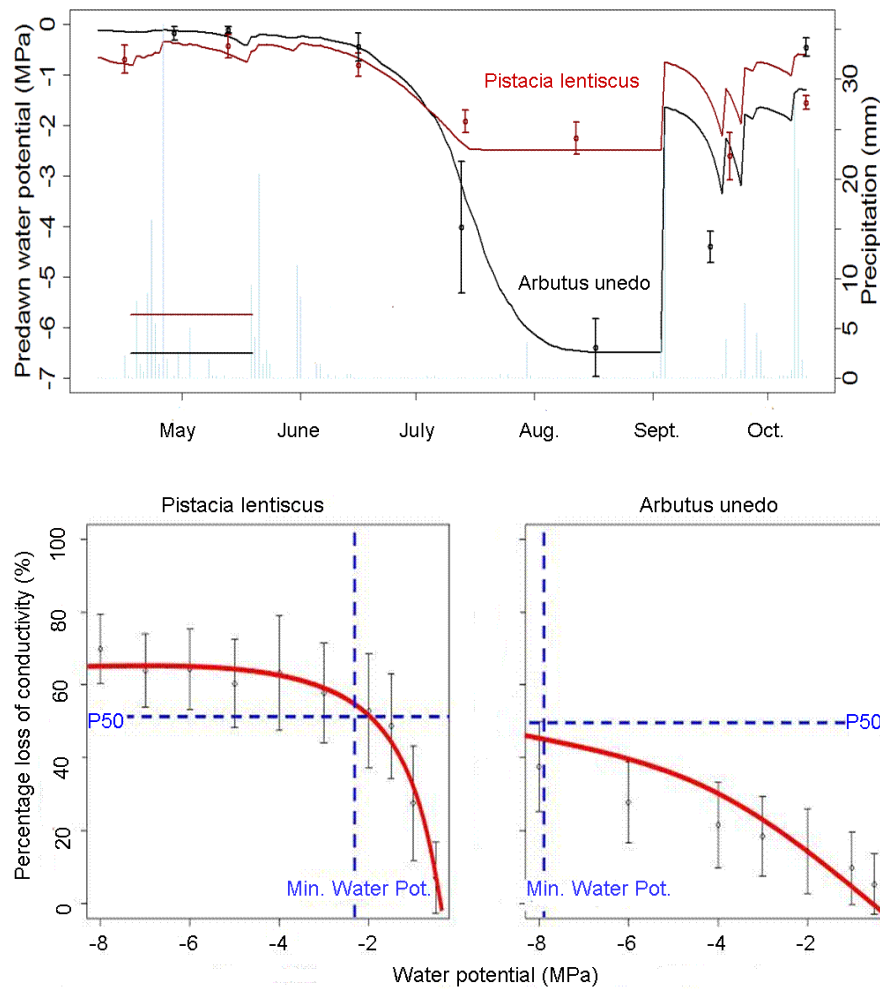 Predawn water potential (MPa)
0
-1
-2
-3
-4
-5
-6
-7
Pistacia lentiscus
Arbutus unedo
30
20
10
5
0
Precipitation (mm)
May June July Aug. Sept. Oct.
Pistacia lentiscus
Arbutus unedo
Percentage loss of conductivity (%)
100
80
60
40
20
0
P50
Min. Water Pot.
P50
Min. Water Pot.
-8 -6 -4 -2
-8 -6 -4 -2
Water potential (MPa)